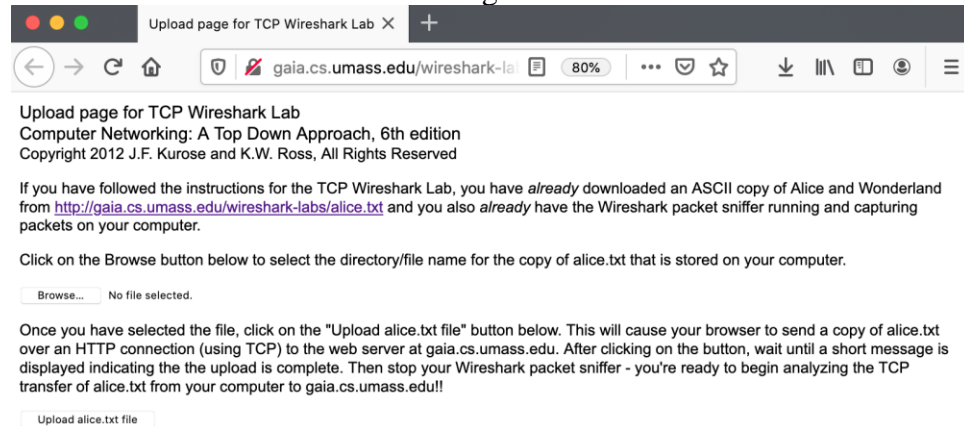 Upload page for TCP Wireshark Lab
gaia.cs.umass.edu/wireshark-la
80%
Upload page for TCP Wireshark Lab
Computer Networking: A Top Down Approach, 6th edition
Copyright 2012 J.F. Kurose and K.W. Ross, All Rights Reserved
If you have followed the instructions for the TCP Wireshark Lab, you have already downloaded an ASCII copy of Alice and Wonderland
from http://gaia.cs.umass.edu/wireshark-labs/alice.txt and you also already have the Wireshark packet sniffer running and capturing
packets on your computer.
Click on the Browse button below to select the directory/file name for the copy of alice.txt that is stored on your computer.
Browse... No file selected.
Once you have selected the file, click on the "Upload alice.txt file" button below. This will cause your browser to send a copy of alice.txt
over an HTTP connection (using TCP) to the web server at gaia.cs.umass.edu. After clicking on the button, wait until a short message is
displayed indicating the the upload is complete. Then stop your Wireshark packet sniffer - you're ready to begin analyzing the TCP
transfer of alice.txt from your computer to gaia.cs.umass.edu!!
Upload alice.txt file